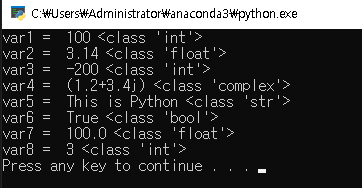 C:₩Users₩Administrator₩anaconda3₩python.exe
var1 =  100 <class 'int'>
var2 =  3.14 <class 'float'>
var3 =  -200 <class 'int'>
var4 =  (1.2+3.4j) <class 'complex'>
var5 =  This is Python <class 'str'>
var6 =  True <class 'bool'>
var7 =  100.0 <class 'float'>
var8 =  3 <class 'int'>
Press any key to continue . . .